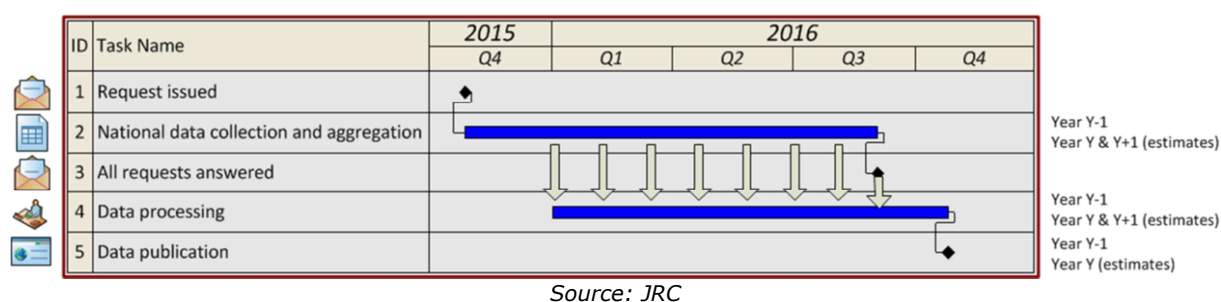 ID Task Name 2015 2016
Q4 Q1 Q2 Q3 Q4
1 Request issued
2 National data collection and aggregation
Year Y-1
Year Y & Y+1 (estimates)
3 All requests answered
4 Data processing
Year Y-1
Year Y & Y+1 (estimates)
5 Data publication
Year Y-1
Year Y (estimates)
Source: JRC